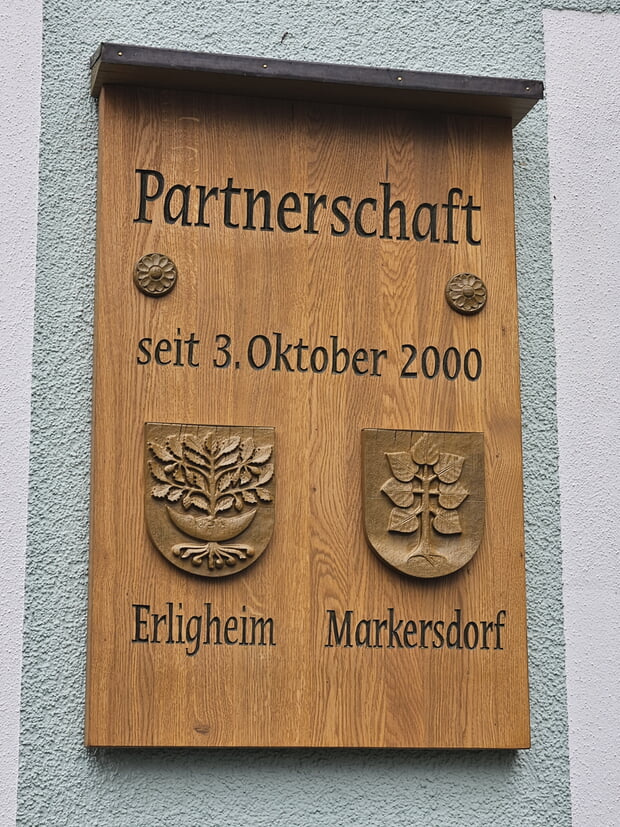 Partnerschaft
seit 3. Oktober 2000
Erligheim Markersdorf